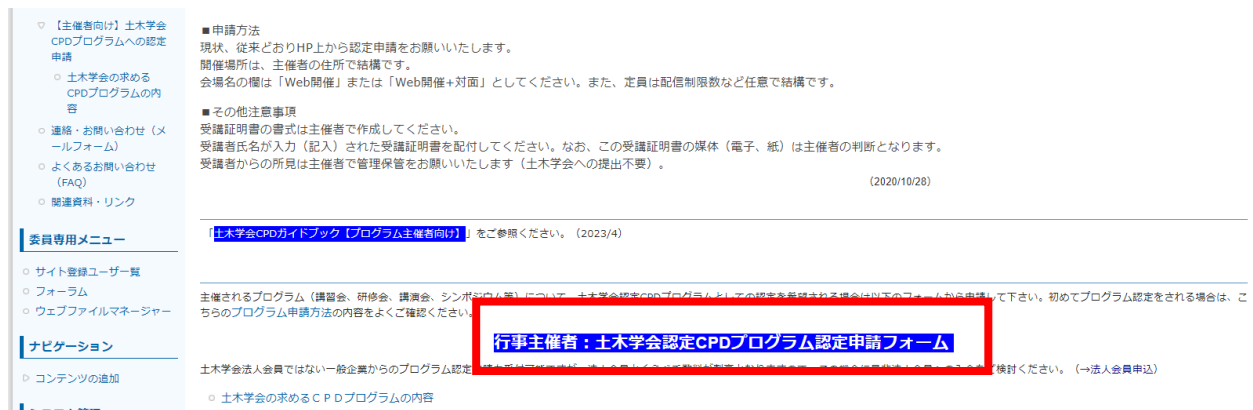 【主催者向け】土木学会
CPDプログラムへの認定
申請
土木学会の求める
CPDプログラムの内
容
連絡・お問い合わせ（メ
ールフォーム）
よくあるお問い合わせ
（FAQ）
関連資料・リンク
委員専用メニュー
サイト登録ユーザ一覧
フォーラム
ウェブファイルマネージャー
ナビゲーション
コンテンツの追加
■申請方法
現状、従来どおりHP上から認定申請をお願いいたします。
開催場所は、主催者の住所で結構です。
会場名の欄は「Web開催」または「Web開催+対面」としてください。また、定員は配信制限数など任意で結構です。
■その他注意事項
受講証明書の書式は主催者で作成してください。
受講者氏名が入力（記入）された受講証明書を配付してください。なお、この受講証明書の媒体（電子、紙）は主催者の判断となります。
受講者からの所見は主催者で管理保管をお願いいたします（土木学会への提出不要）。
（2020/10/28）
「土木学会CPDガイドブック【プログラム主催者向け】」をご参照ください。（2023/4）
主催されるプログラム（講習会、研修会、講演会、シンポジウム等）について、土木学会認定CPDプログラムとしての認定を希望される場合は以下のフォームから申請して下さい。初めてプログラム認定をされる場合は、こ
ちらのプログラム申請方法の内容をよくご確認ください。
行事主催者：土木学会認定CPDプログラム認定申請フォーム
土木学会法人会員ではない一般企業からのプログラム認定
検討ください。（→法人会員申込）
土木学会の求めるＣＰＤプログラムの内容